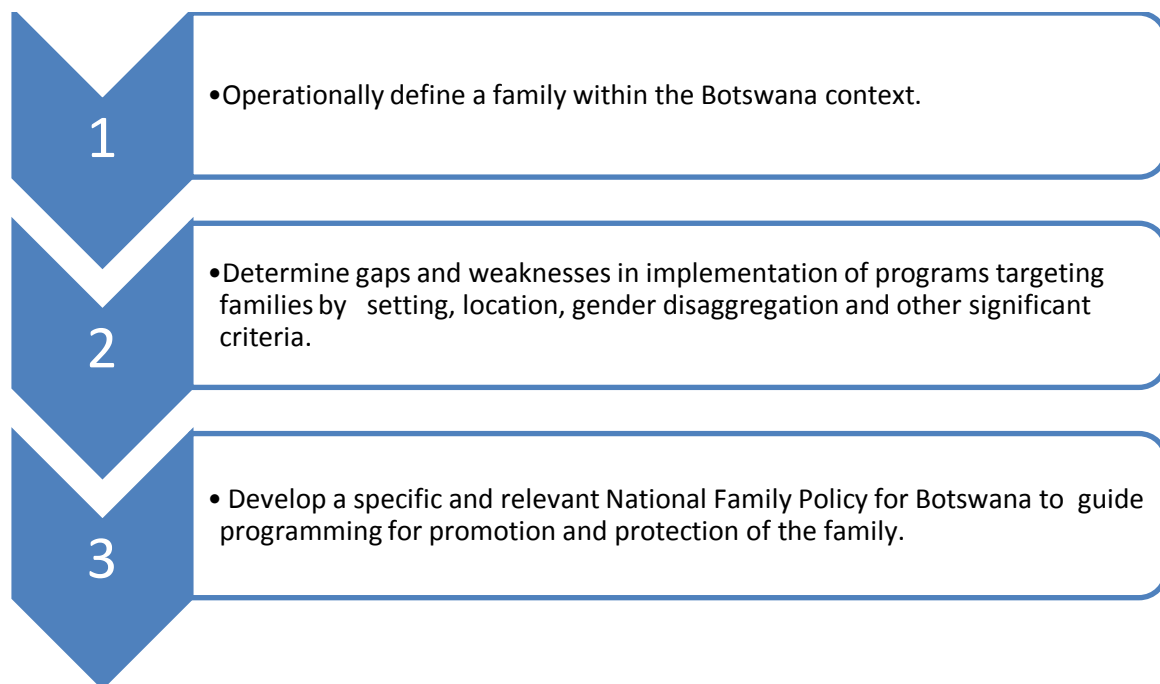 1
•Operationally define a family within the Botswana context.
2
•Determine gaps and weaknesses in implementation of programs targeting
families by setting, location, gender disaggregation and other significant
criteria.
3
• Develop a specific and relevant National Family Policy for Botswana to guide
programming for promotion and protection of the family.